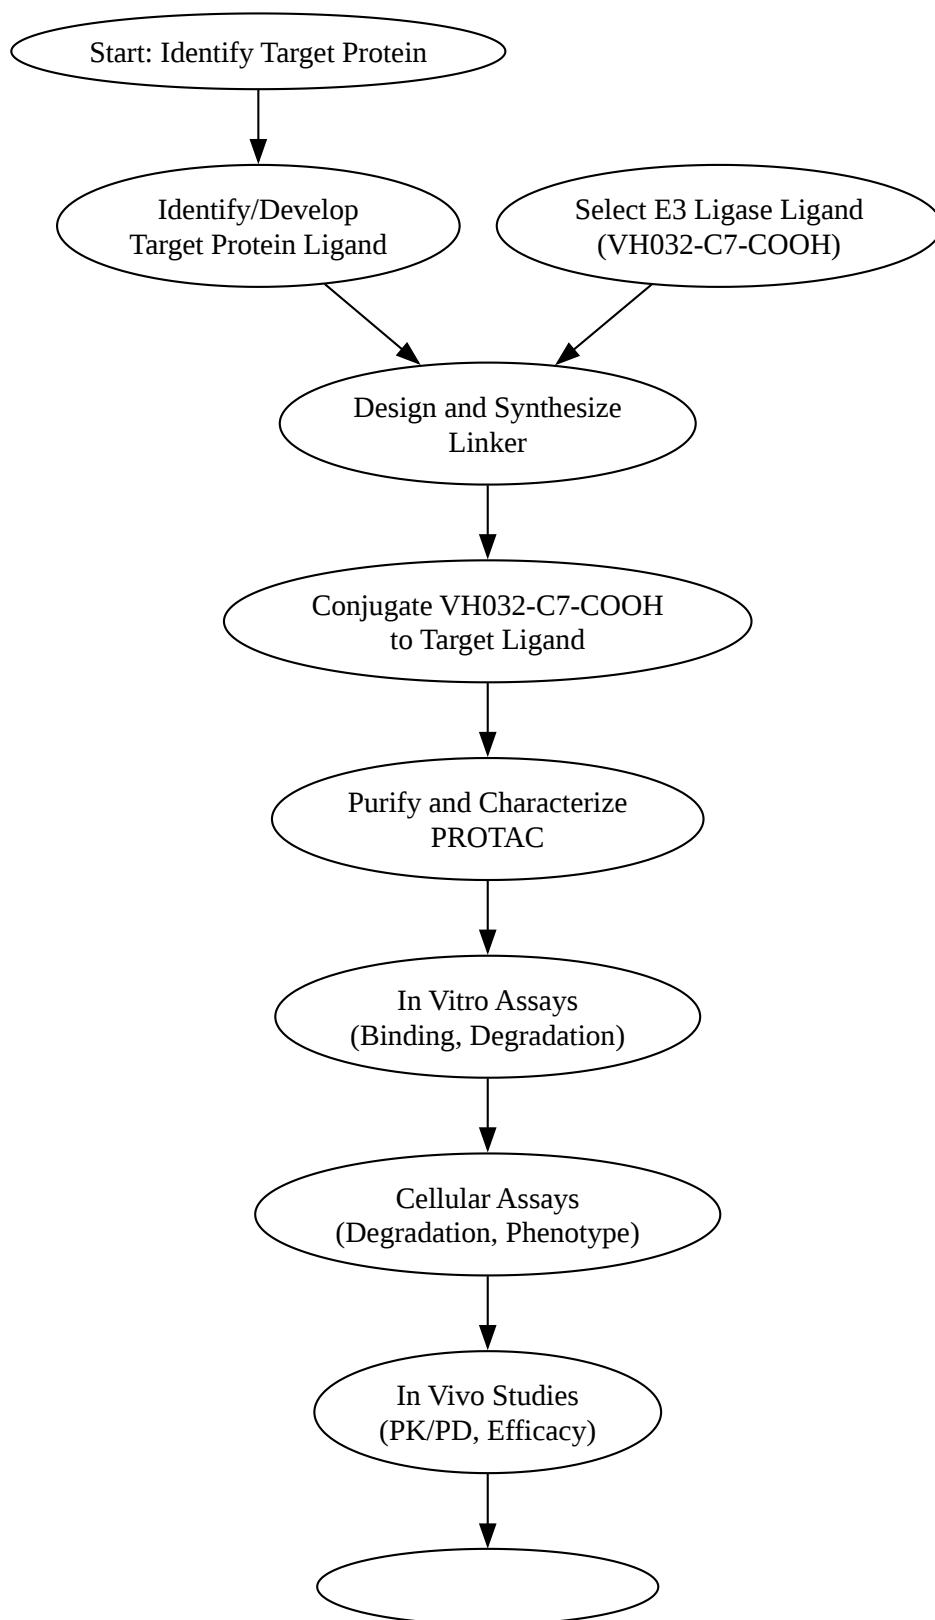 Start: Identify Target Protein
Identify/Develop
Target Protein Ligand
Select E3 Ligase Ligand
(VH032-C7-COOH)
Design and Synthesize
Linker
Conjugate VH032-C7-COOH
to Target Ligand
Purify and Characterize
PROTAC
In Vitro Assays
(Binding, Degradation)
Cellular Assays
(Degradation, Phenotype)
In Vivo Studies
(PK/PD, Efficacy)